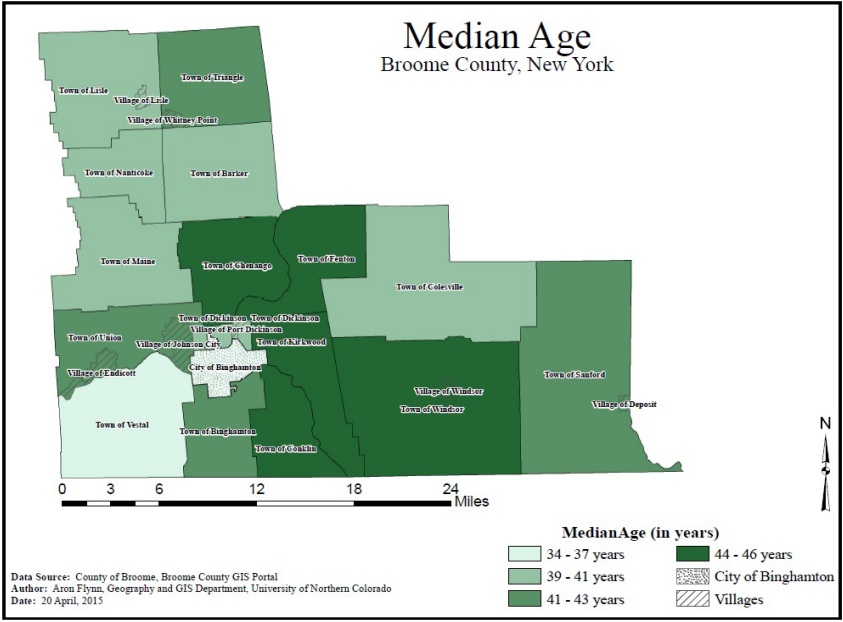 Median Age
Broome County, New York
Town of Lisle
Town of Triangle
Village of Lisle
Village of Whitney Point
Town of Nanticoke
Town of Barker
Town of Maine
Town of Chenango
Town of Fenton
Town of Colesville
Town of Dickinson
Town of Dickinson
Village of Port Dickinson
Town of Union
Village of Johnson City
Town of Kirkwood
Village of Endicott
City of Binghamton
Town of Sanford
Village of Windsor
Town of Windsor
Village of Deposit
Town of Vestal
Town of Binghamton
Town of Conklin
N
0 3 6 12 18 24
Miles
MedianAge (in years)
34 - 37 years
39 - 41 years
41 - 43 years
44 - 46 years
City of Binghamton
Villages
Data Source: County of Broome, Broome County GIS Portal
Author: Aron Flynn, Geography and GIS Department, University of Northern Colorado
Date: 20 April, 2015